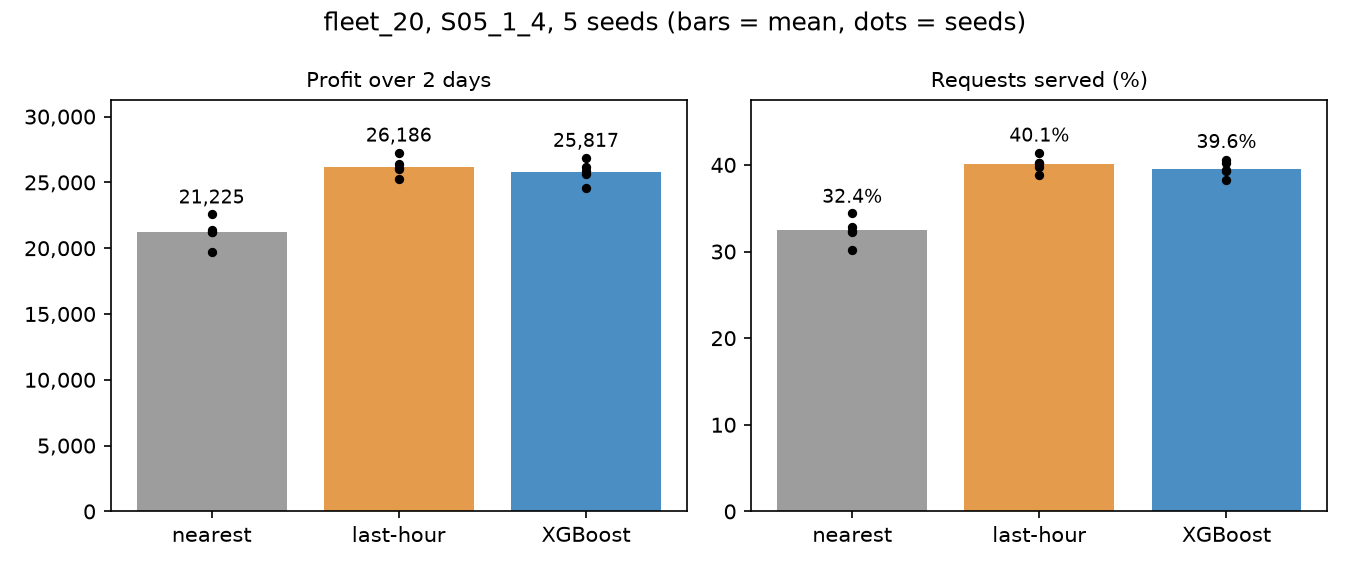 fleet_20, S05_1_4, 5 seeds (bars = mean, dots = seeds)
Profit over 2 days
30,000
25,000
20,000
15,000
10,000
5,000
0
21,225
26,186
25,817
nearest
last-hour
XGBoost
Requests served (%)
40
30
20
10
0
32.4%
40.1%
39.6%
nearest
last-hour
XGBoost